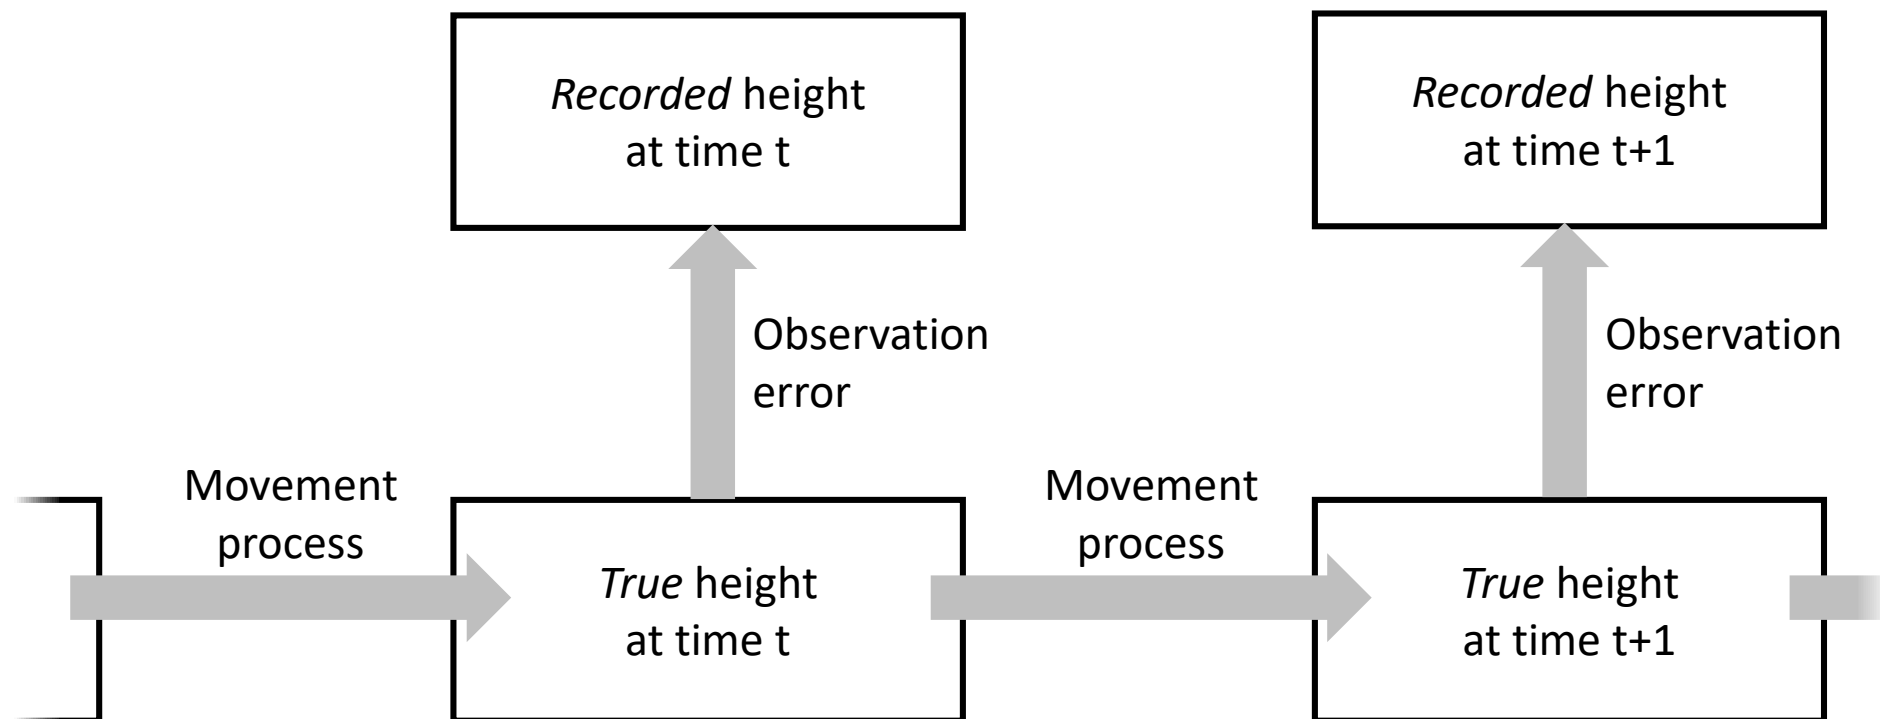 Recorded height
at time t
Recorded height
at time t+1
Observation
error
Observation
error
Movement
process
Movement
process
True height
at time t
True height
at time t+1